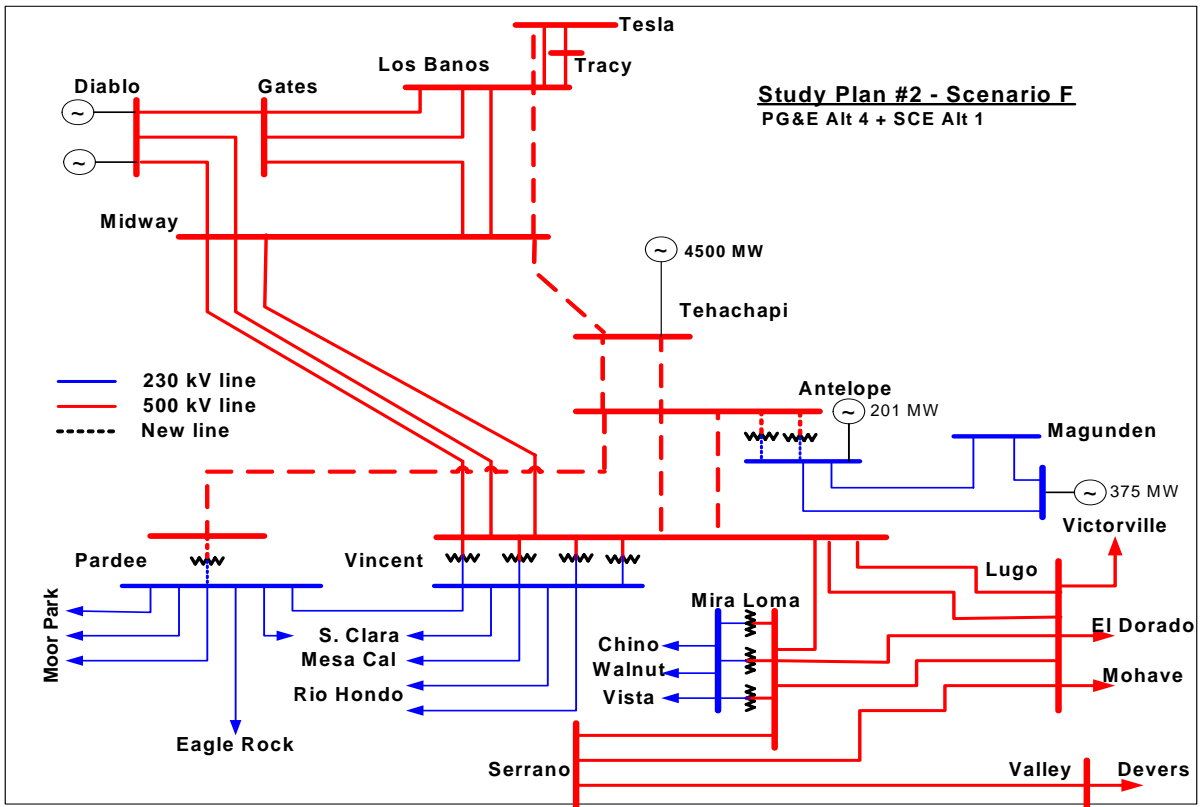 Tesla
Tracy
Los Banos
Diablo
Gates
Study Plan #2 - Scenario F
PG&E Alt 4 + SCE Alt 1
~
~
Midway
~
4500 MW
Tehachapi
230 kV line
500 kV line
New line
Antelope
~
201 MW
Magunden
~
375 MW
Victorville
Pardee
Vincent
Lugo
Mira Loma
Moor Park
S. Clara
Mesa Cal
Rio Hondo
Chino
Walnut
Vista
El Dorado
Mohave
Eagle Rock
Serrano
Valley
Devers